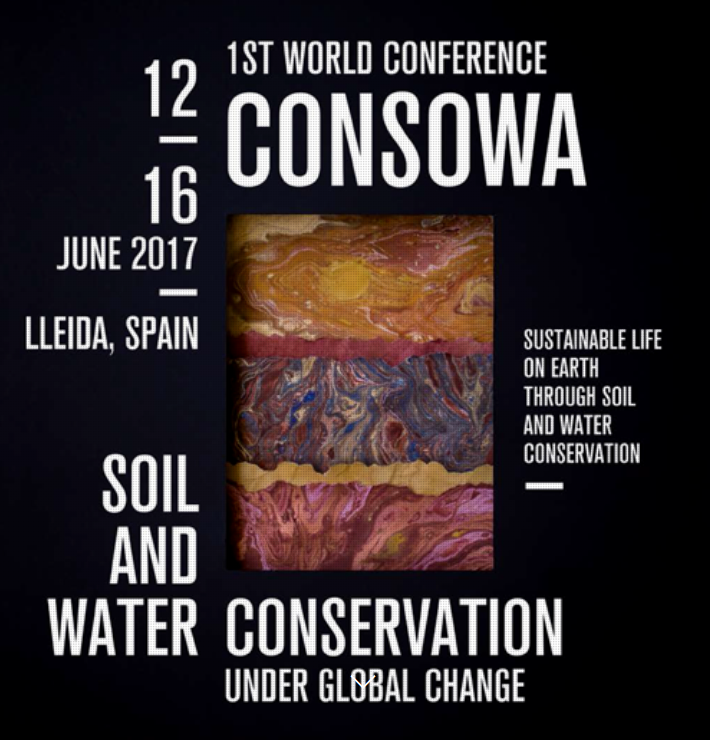 12
16
JUNE 2017
LLEIDA, SPAIN
1ST WORLD CONFERENCE
CONSOWA
SUSTAINABLE LIFE
ON EARTH
THROUGH SOIL
AND WATER
CONSERVATION
SOIL
AND
WATER CONSERVATION
UNDER GLOBAL CHANGE